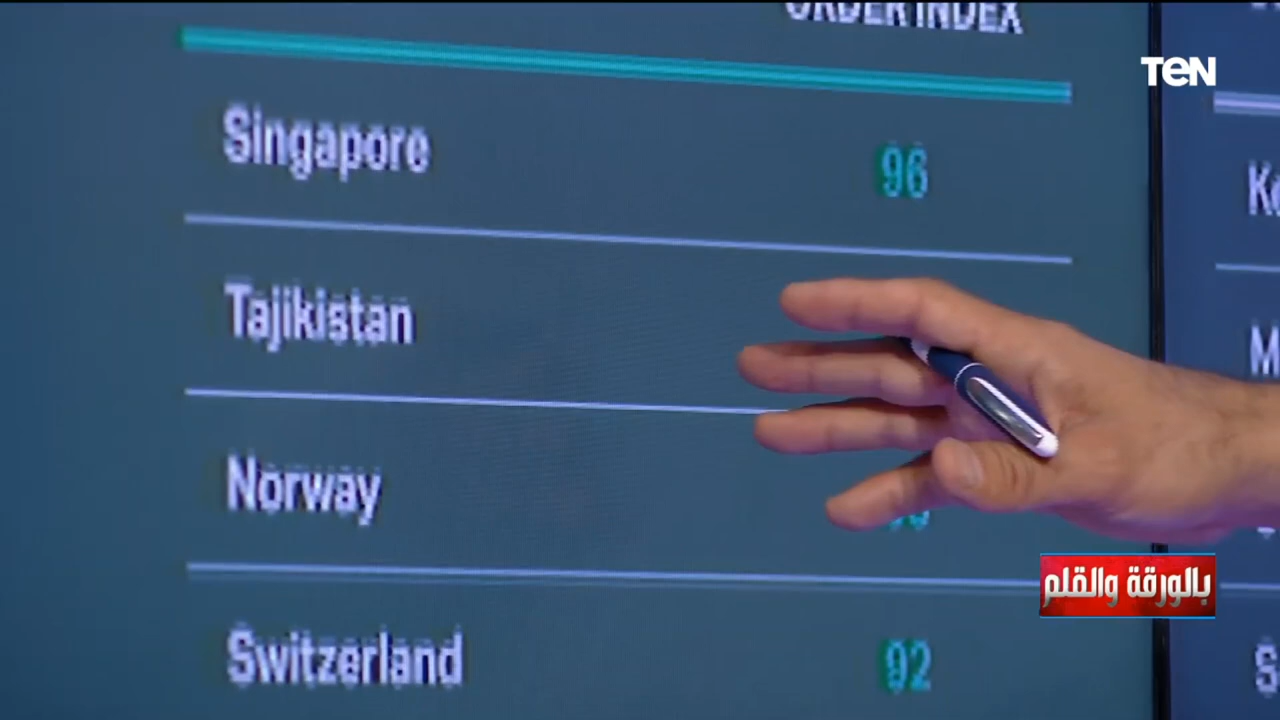 ORDER INDEX
TEN
Singapore 96
Tajikistan
Norway
Switzerland 92
بالورقة والقلم